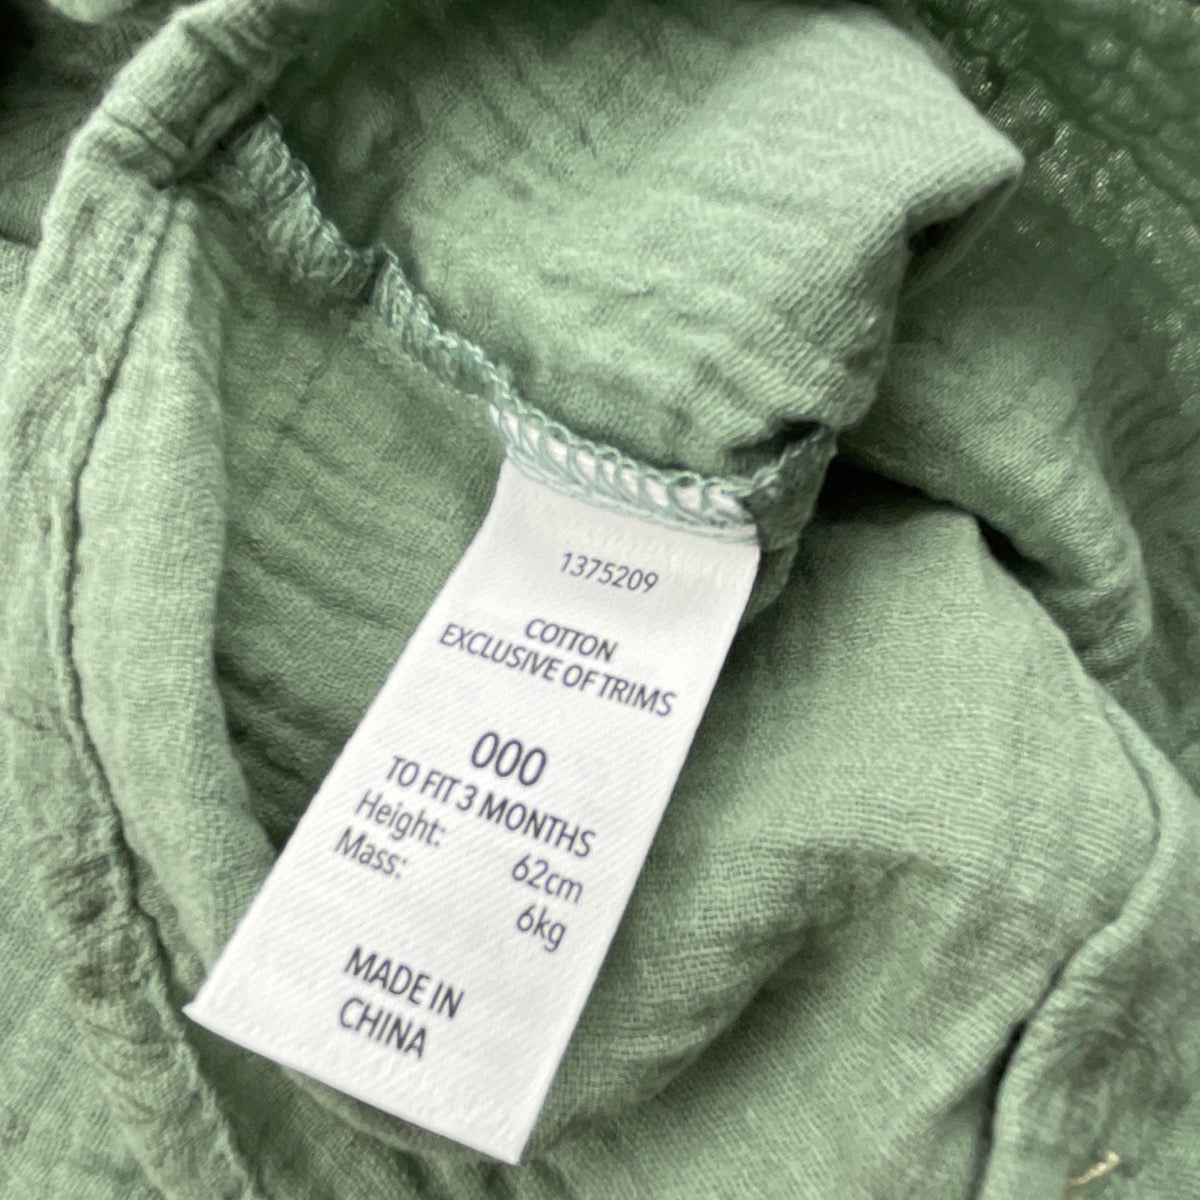 1375209
COTTON
EXCLUSIVE OF TRIMS
000
TO FIT 3 MONTHS
Height: 62cm
Mass: 6kg
MADE IN
CHINA